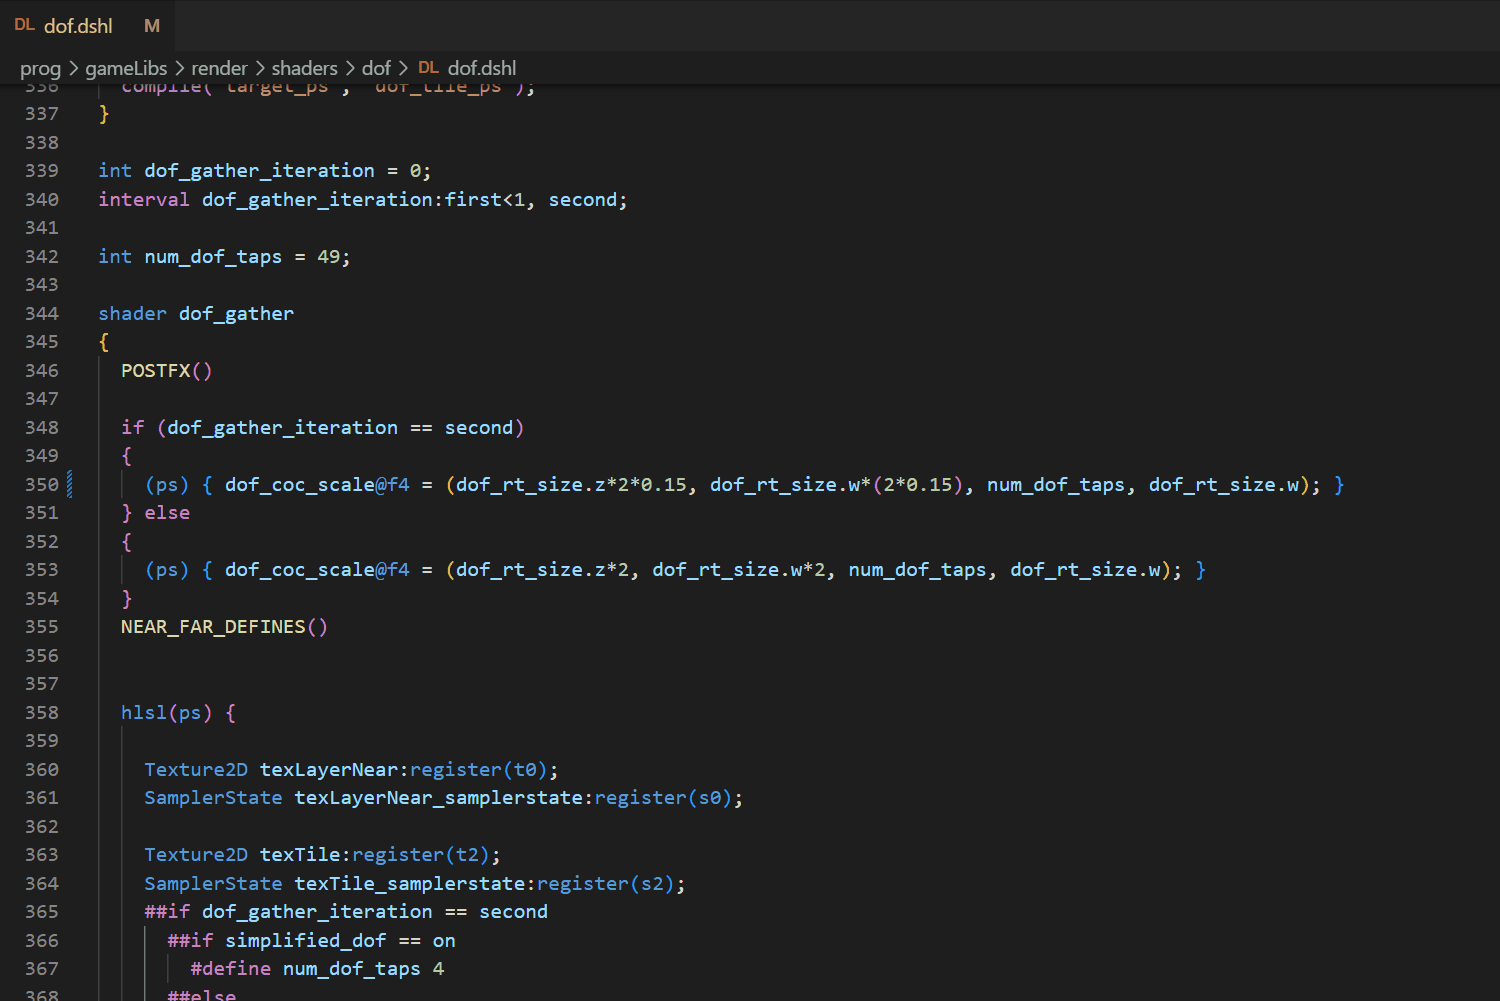 DL dof.dshl M
prog > gameLibs > render > shaders > dof > DL dof.dshl
336 compile("target_ps", "dof_tile_ps");
337 }
338
339 int dof_gather_iteration = 0;
340 interval dof_gather_iteration:first<1, second;
341
342 int num_dof_taps = 49;
343
344 shader dof_gather
345 {
346 POSTFX()
347
348 if (dof_gather_iteration == second)
349 {
350 (ps) { dof_coc_scale@f4 = (dof_rt_size.z*2*0.15, dof_rt_size.w*(2*0.15), num_dof_taps, dof_rt_size.w); }
351 } else
352 {
353 (ps) { dof_coc_scale@f4 = (dof_rt_size.z*2, dof_rt_size.w*2, num_dof_taps, dof_rt_size.w); }
354 }
355 NEAR_FAR_DEFINES()
356
357
358 hlsl(ps) {
359
360 Texture2D texLayerNear:register(t0);
361 SamplerState texLayerNear_samplerstate:register(s0);
362
363 Texture2D texTile:register(t2);
364 SamplerState texTile_samplerstate:register(s2);
365 ##if dof_gather_iteration == second
366 ##if simplified_dof == on
367 #define num_dof_taps 4
368 ##else